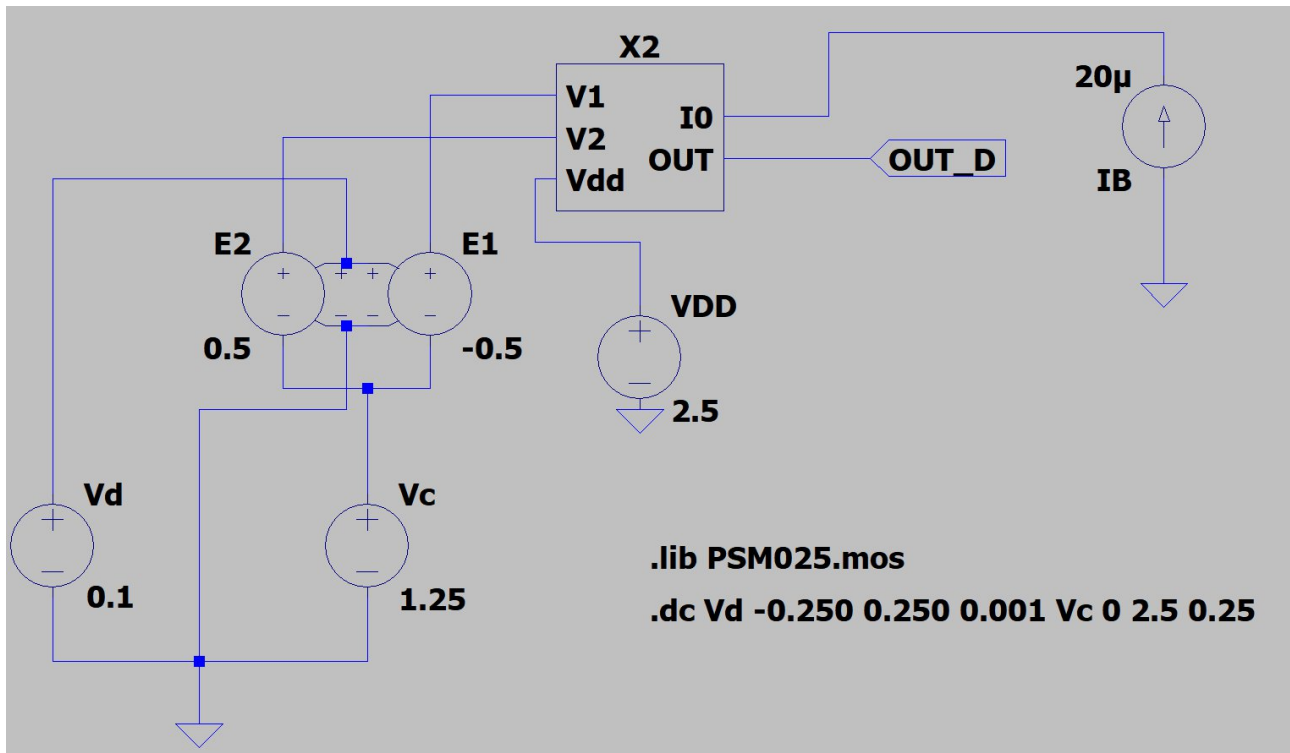 X2
V1
V2
Vdd
I0
OUT
OUT_D
20µ
IB
E2
E1
0.5
-0.5
VDD
2.5
Vd
0.1
Vc
1.25
.lib PSM025.mos
.dc Vd -0.250 0.250 0.001 Vc 0 2.5 0.25